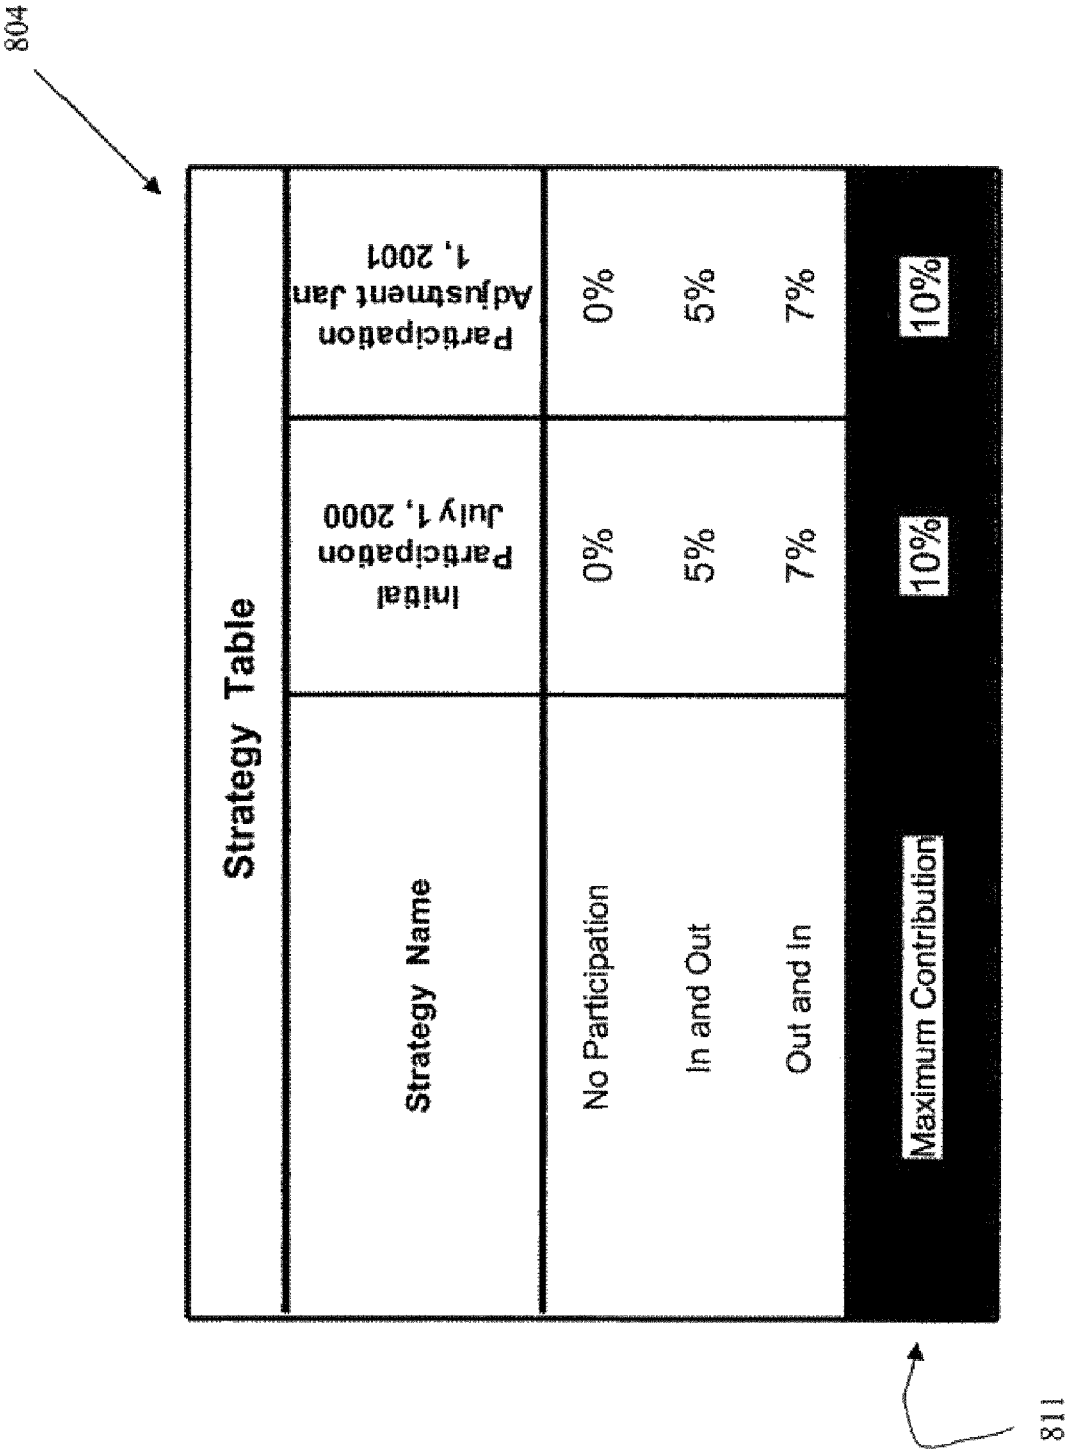 804
Strategy Table
Strategy Name
Initial
Participation
July 1, 2000
Participation
Adjustment Jan
1, 2001
No Participation 0% 0%
In and Out 5% 5%
Out and In 7% 7%
Maximum Contribution 10% 10%
811